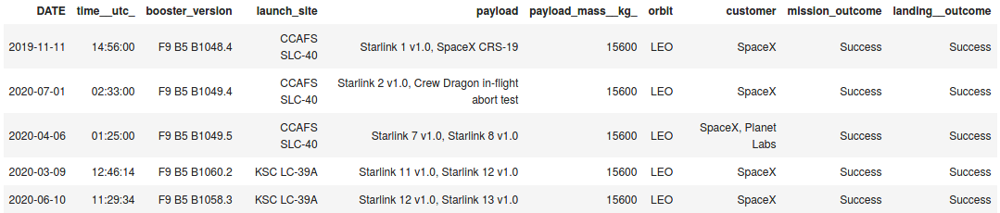 DATE time__utc_ booster_version launch_site payload payload_mass__kg_ orbit customer mission_outcome landing__outcome
2019-11-11 14:56:00 F9 B5 B1048.4 CCAFS SLC-40 Starlink 1 v1.0, SpaceX CRS-19 15600 LEO SpaceX Success Success
2020-07-01 02:33:00 F9 B5 B1049.4 CCAFS SLC-40 Starlink 2 v1.0, Crew Dragon in-flight abort test 15600 LEO SpaceX Success Success
2020-04-06 01:25:00 F9 B5 B1049.5 CCAFS SLC-40 Starlink 7 v1.0, Starlink 8 v1.0 15600 LEO SpaceX, Planet Labs Success Success
2020-03-09 12:46:14 F9 B5 B1060.2 KSC LC-39A Starlink 11 v1.0, Starlink 12 v1.0 15600 LEO SpaceX Success Success
2020-06-10 11:29:34 F9 B5 B1058.3 KSC LC-39A Starlink 12 v1.0, Starlink 13 v1.0 15600 LEO SpaceX Success Success